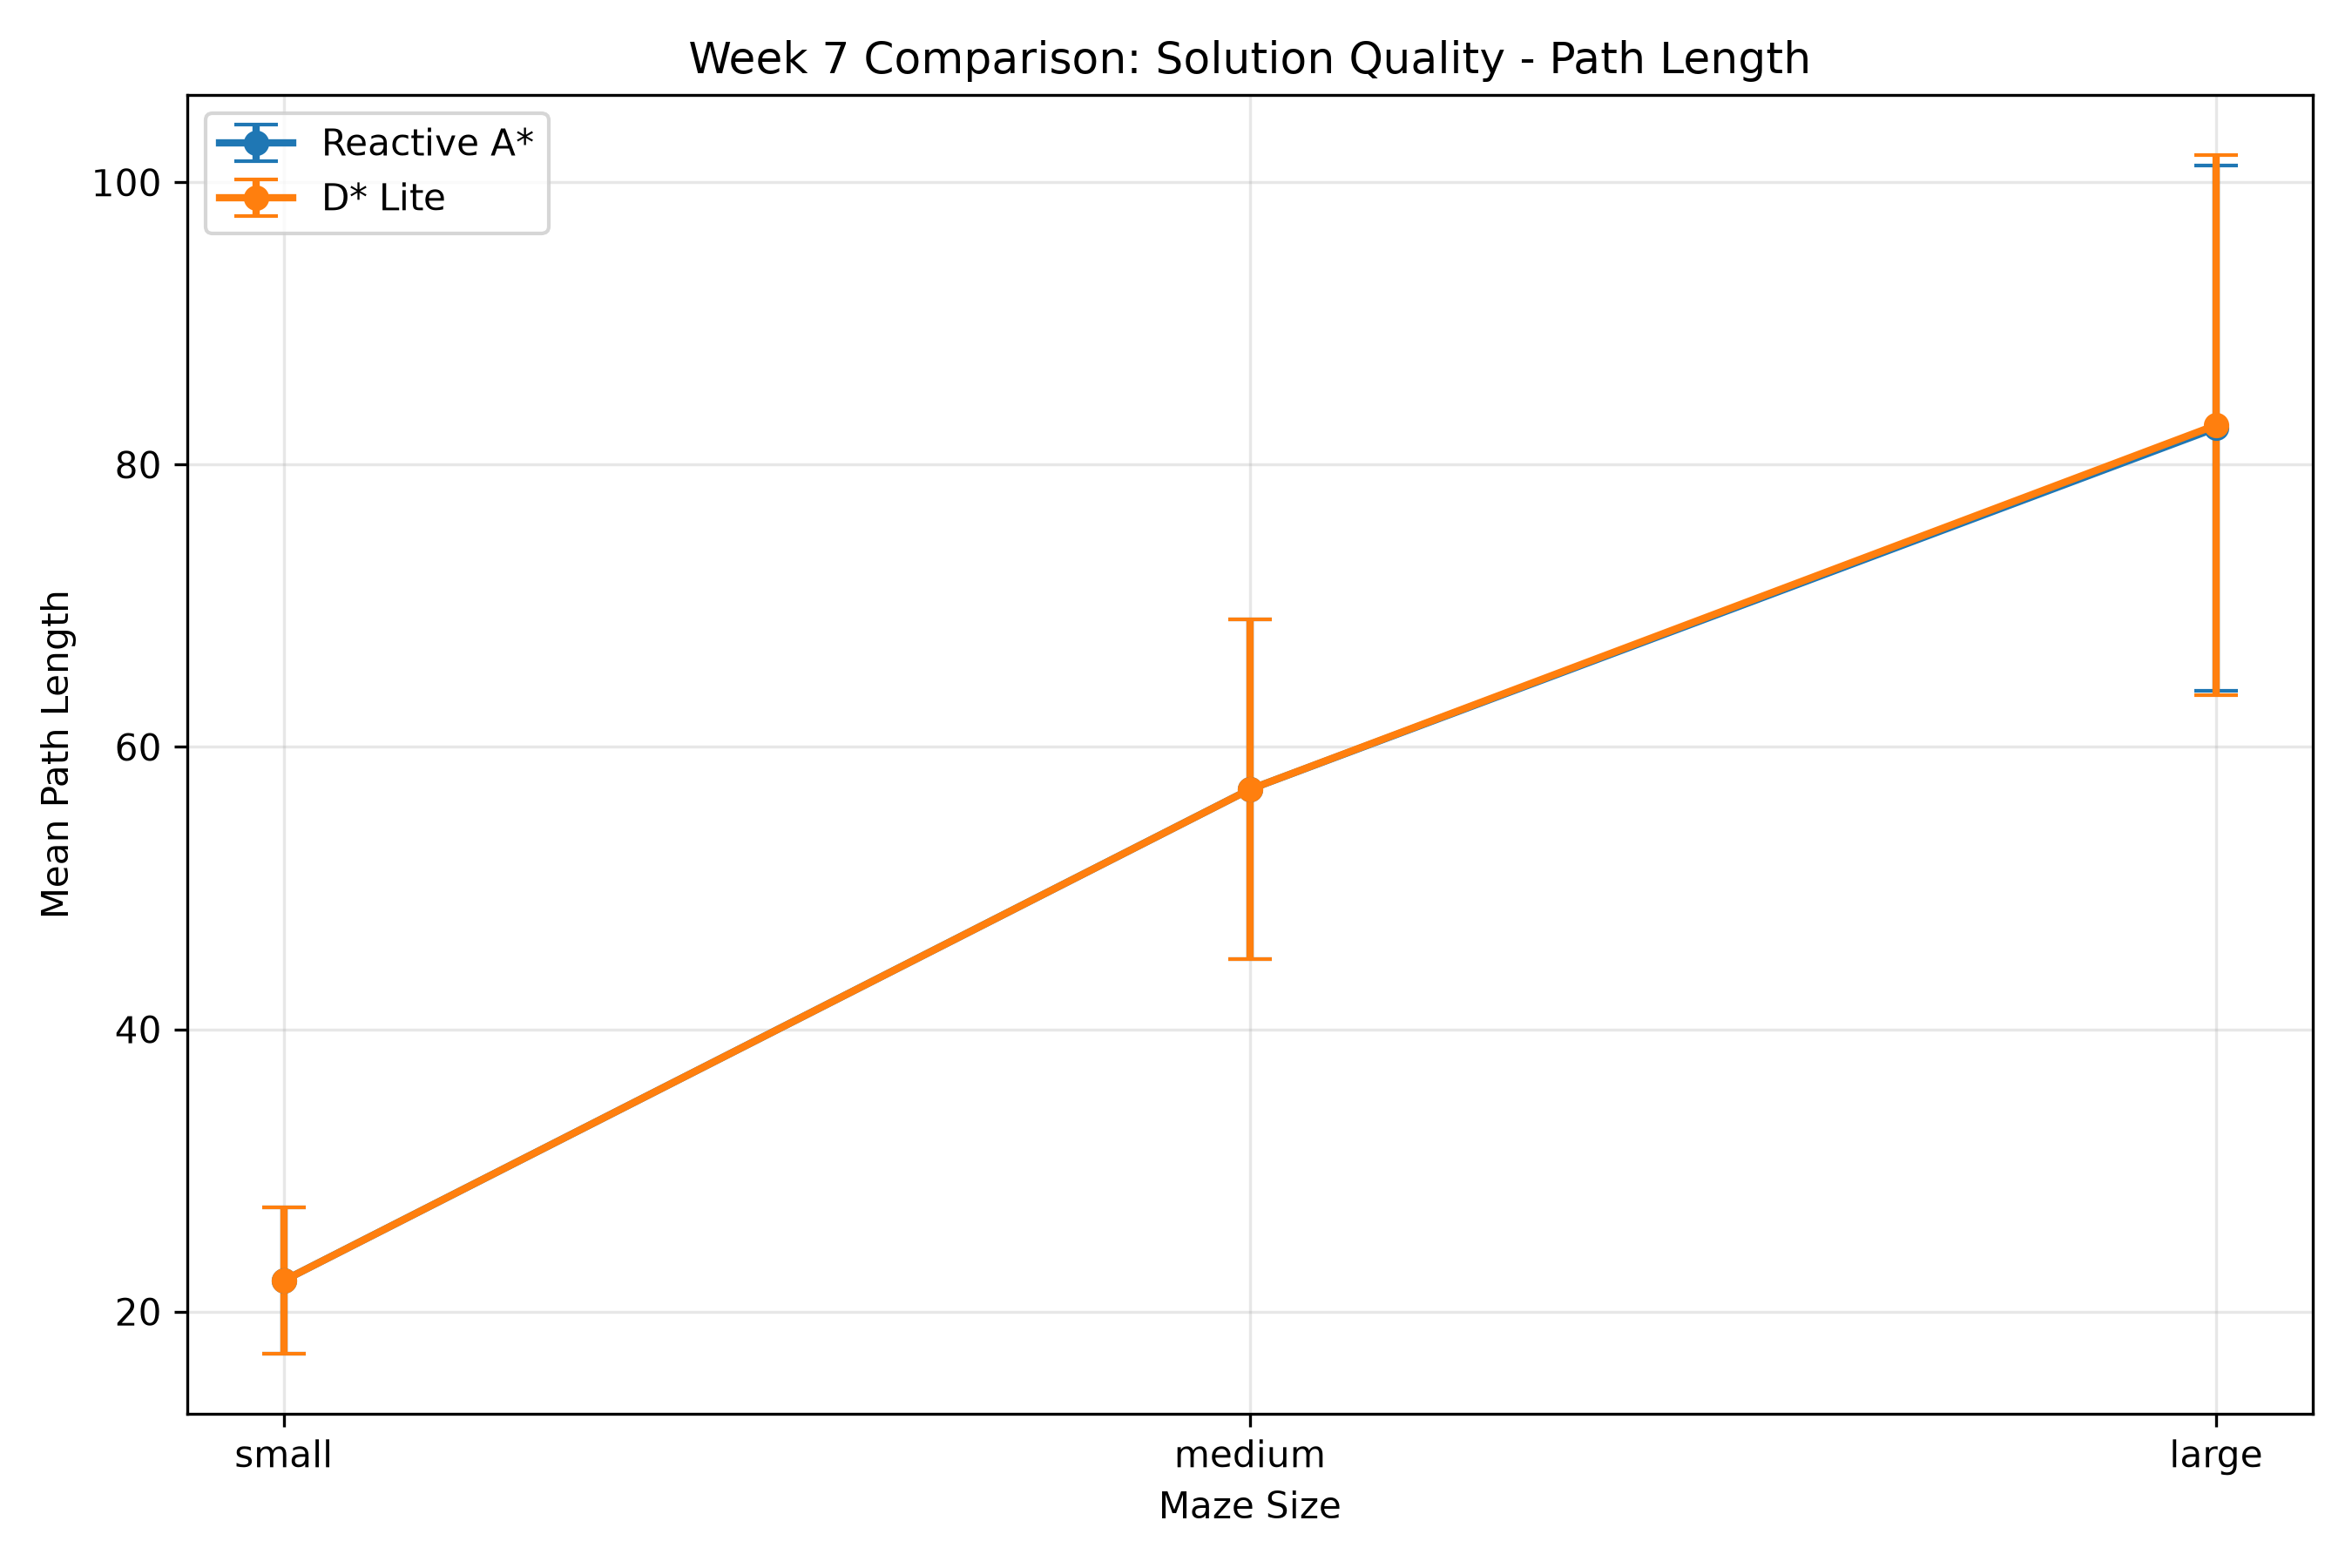 Week 7 Comparison: Solution Quality - Path Length
Reactive A*
D* Lite
Mean Path Length
100
80
60
40
20
small
medium
large
Maze Size